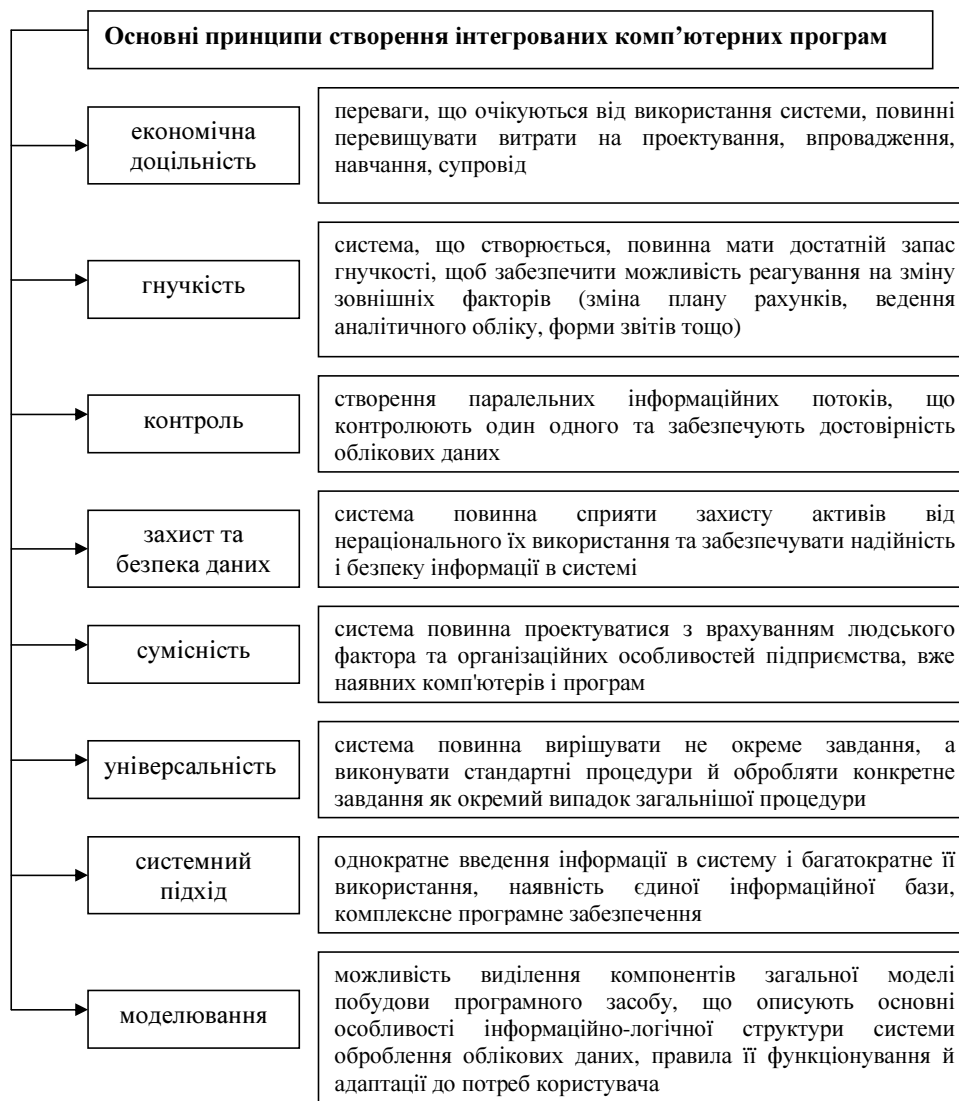 Основні принципи створення інтегрованих комп’ютерних програм
економічна
доцільність
переваги, що очікуються від використання системи, повинні
перевищувати витрати на проектування, впровадження,
навчання, супровід
гнучкість
система, що створюється, повинна мати достатній запас
гнучкості, щоб забезпечити можливість реагування на зміну
зовнішніх факторів (зміна плану рахунків, ведення
аналітичного обліку, форми звітів тощо)
контроль
створення паралельних інформаційних потоків, що
контролюють один одного та забезпечують достовірність
облікових даних
захист та
безпека даних
система повинна сприяти захисту активів від
нераціонального їх використання та забезпечувати надійність
і безпеку інформації в системі
сумісність
система повинна проектуватися з врахуванням людського
фактора та організаційних особливостей підприємства, вже
наявних комп'ютерів і програм
універсальність
система повинна вирішувати не окреме завдання, а
виконувати стандартні процедури й обробляти конкретне
завдання як окремий випадок загальнішої процедури
системний
підхід
однократне введення інформації в систему і багатократне її
використання, наявність єдиної інформаційної бази,
комплексне програмне забезпечення
моделювання
можливість виділення компонентів загальної моделі
побудови програмного засобу, що описують основні
особливості інформаційно-логічної структури системи
оброблення облікових даних, правила її функціонування й
адаптації до потреб користувача